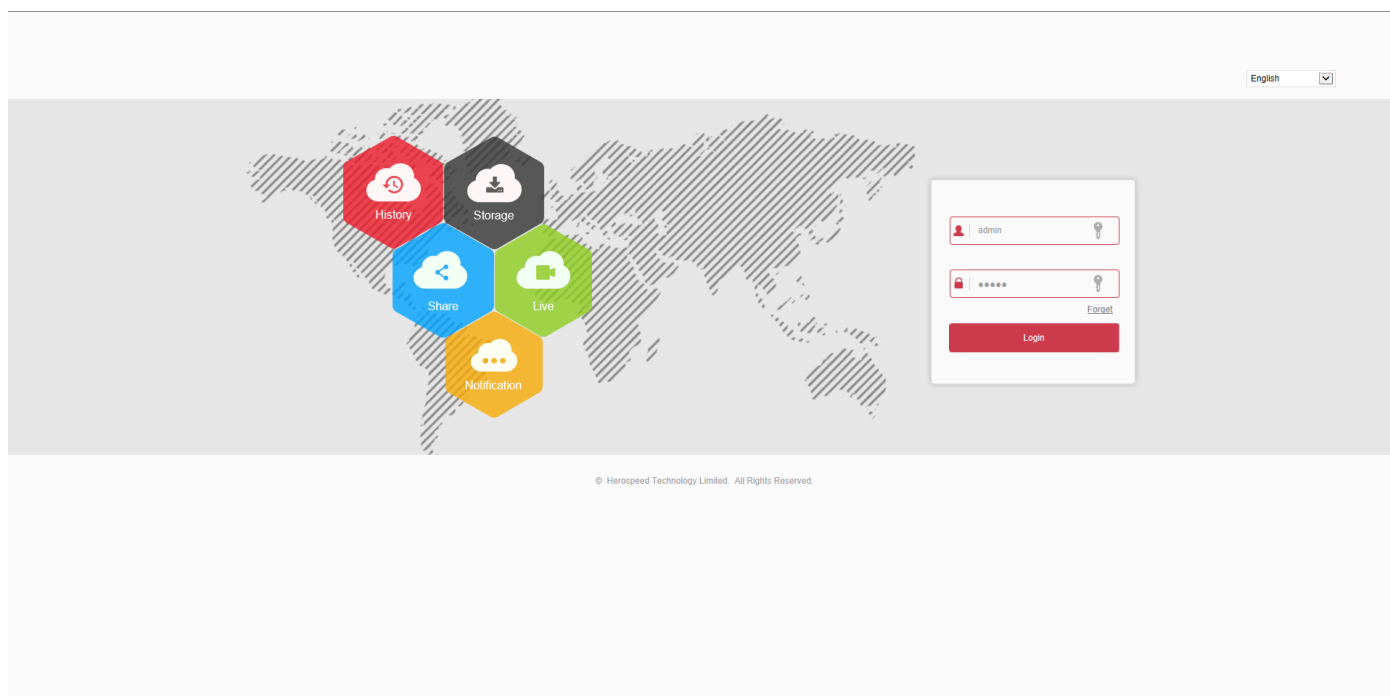 English
History
Storage
Share
Live
Notification
admin
●●●●●
Forget
Login
© Herospeed Technology Limited. All Rights Reserved.